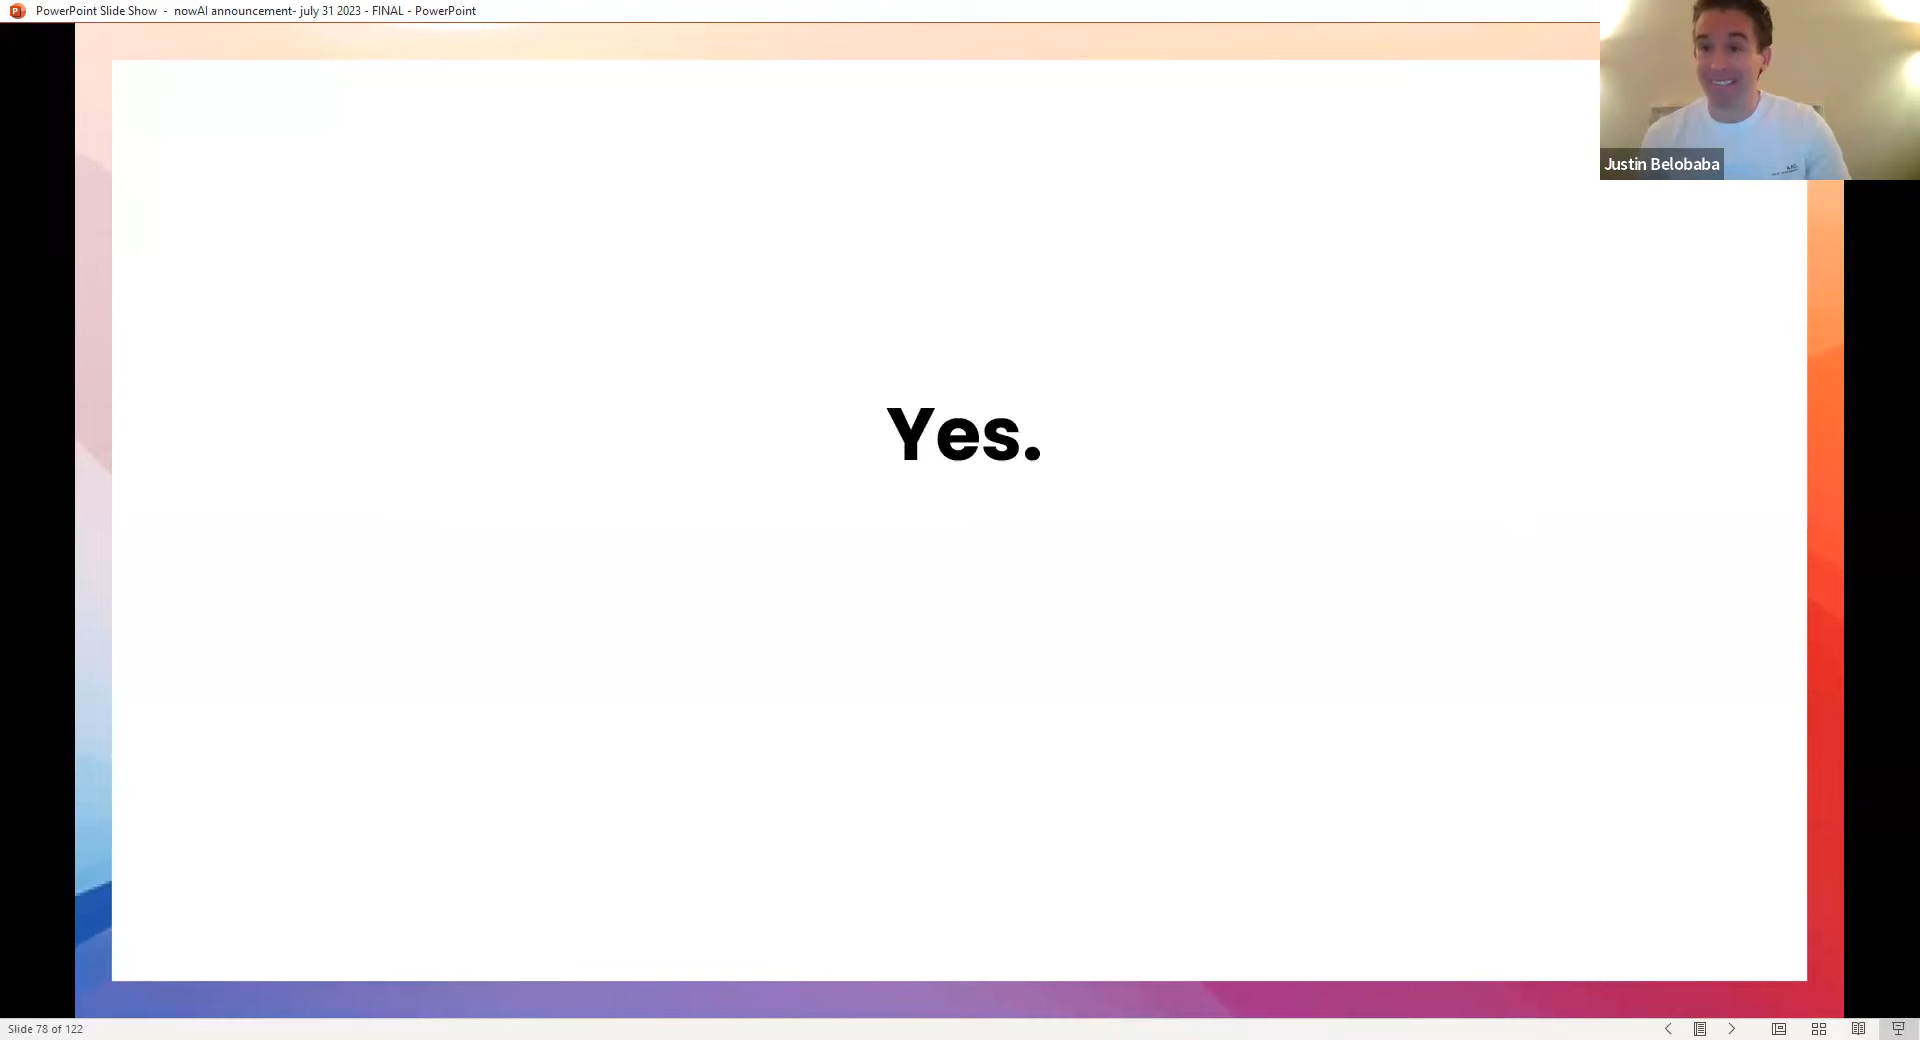 PowerPoint Slide Show - nowAI announcement- july 31 2023 - FINAL - PowerPoint
Justin Belobaba
Yes.
Slide 78 of 122